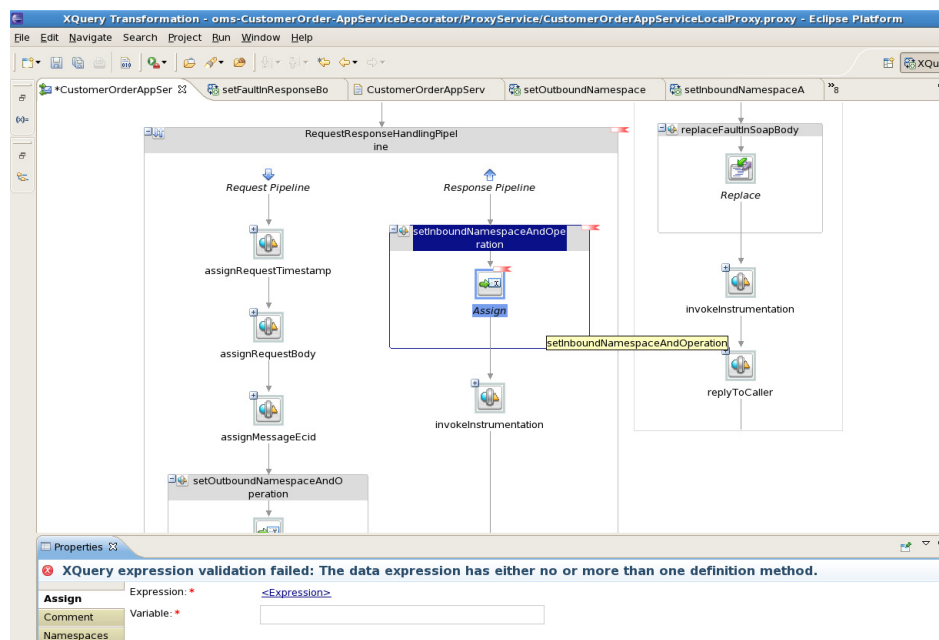 XQuery Transformation - oms-CustomerOrder-AppServiceDecorator/ProxyService/CustomerOrderAppServiceLocalProxy.proxy - Eclipse Platform
File Edit Navigate Search Project Run Window Help
XQu
*CustomerOrderAppSer setFaultInResponseBo CustomerOrderAppServ setOutboundNamespace setInboundNamespaceA »8
RequestResponseHandlingPipel
ine
Request Pipeline
Response Pipeline
assignRequestTimestamp
assignRequestBody
assignMessageEcid
setOutboundNamespaceAndO
peration
setInboundNamespaceAndOpe
ration
Assign
setInboundNamespaceAndOperation
invokeInstrumentation
replaceFaultInSoapBody
Replace
invokeInstrumentation
replyToCaller
Properties
XQuery expression validation failed: The data expression has either no or more than one definition method.
Assign
Comment
Namespaces
Expression: * <Expression>
Variable: *